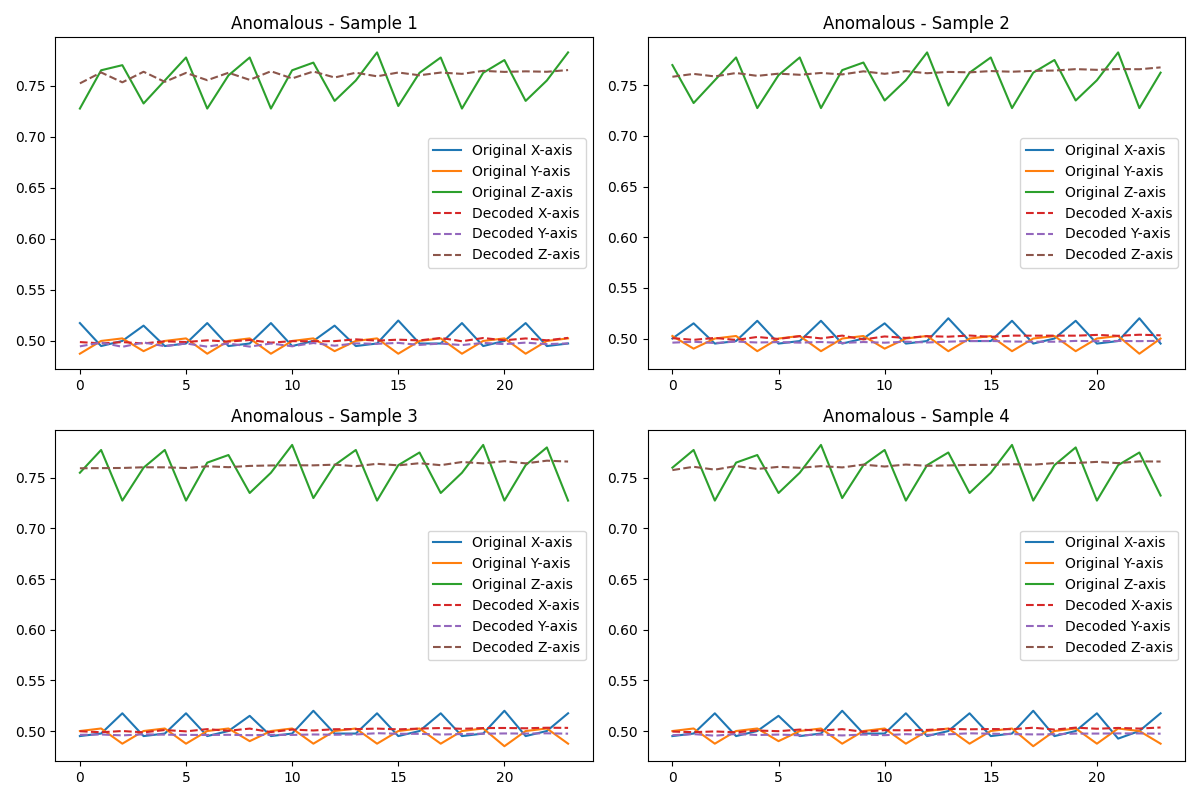 Anomalous - Sample 1
0.75
0.70
0.65
0.60
0.55
0.50
0
5
10
15
20
Original X-axis
Original Y-axis
Original Z-axis
Decoded X-axis
Decoded Y-axis
Decoded Z-axis
Anomalous - Sample 2
0.75
0.70
0.65
0.60
0.55
0.50
0
5
10
15
20
Original X-axis
Original Y-axis
Original Z-axis
Decoded X-axis
Decoded Y-axis
Decoded Z-axis
Anomalous - Sample 3
0.75
0.70
0.65
0.60
0.55
0.50
0
5
10
15
20
Original X-axis
Original Y-axis
Original Z-axis
Decoded X-axis
Decoded Y-axis
Decoded Z-axis
Anomalous - Sample 4
0.75
0.70
0.65
0.60
0.55
0.50
0
5
10
15
20
Original X-axis
Original Y-axis
Original Z-axis
Decoded X-axis
Decoded Y-axis
Decoded Z-axis